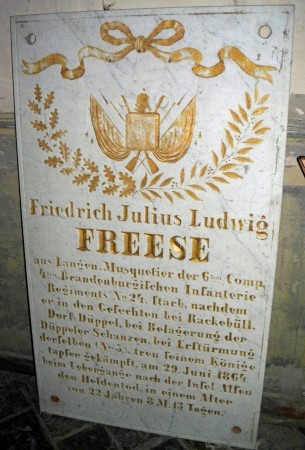 Friedrich Julius Ludwig
FREESE
aus Langen, Musquetier der 6ten Comp.
4ten Brandenburgischen Infanterie
Regiments No 24. starb, nachdem
er in den Gefechten bei Rackebüll,
Dorf Düppel, bei Belagerung der
Düppeler Schanzen, bei Erstürmung
derselben (No 5), treu seinem Könige
tapfer gekämpft, am 29. Juni 1864
beim Uebergange nach der Insel Alsen
den Heldentod, in einem Alter
von 22 Jahren 8 M. 13 Tagen.